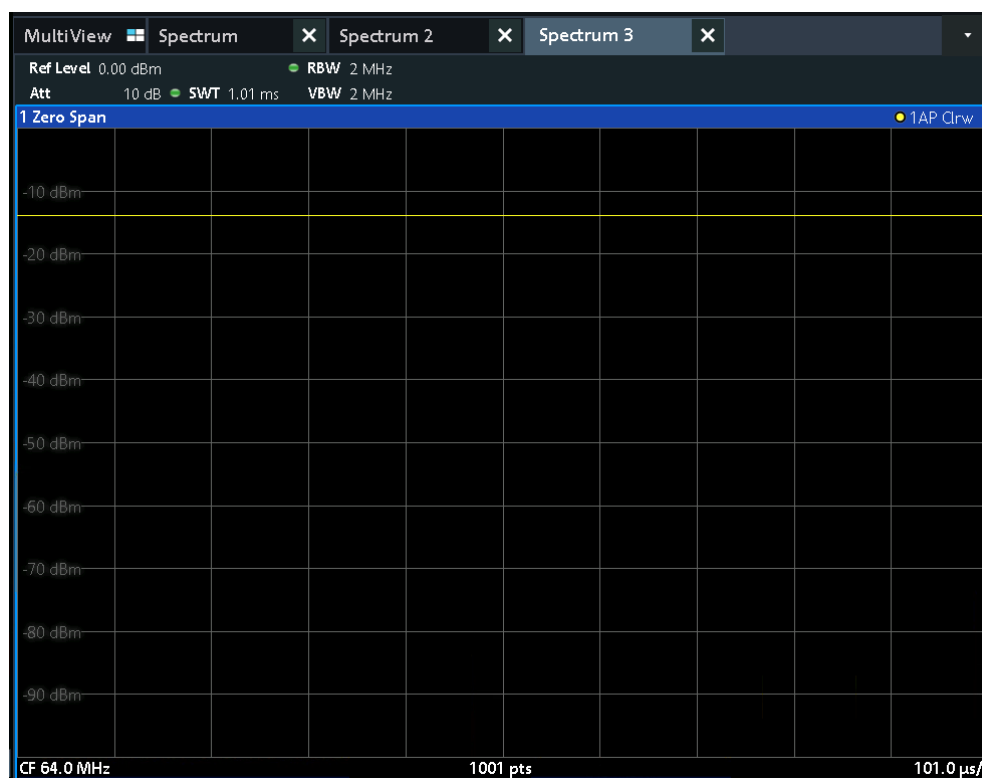 MultiView Spectrum Spectrum 2 Spectrum 3
Ref Level 0.00 dBm RBW 2 MHz
Att 10 dB SWT 1.01 ms VBW 2 MHz
1 Zero Span 1AP Clrw
-10 dBm
-20 dBm
-30 dBm
-40 dBm
-50 dBm
-60 dBm
-70 dBm
-80 dBm
-90 dBm
CF 64.0 MHz 1001 pts 101.0 µs/